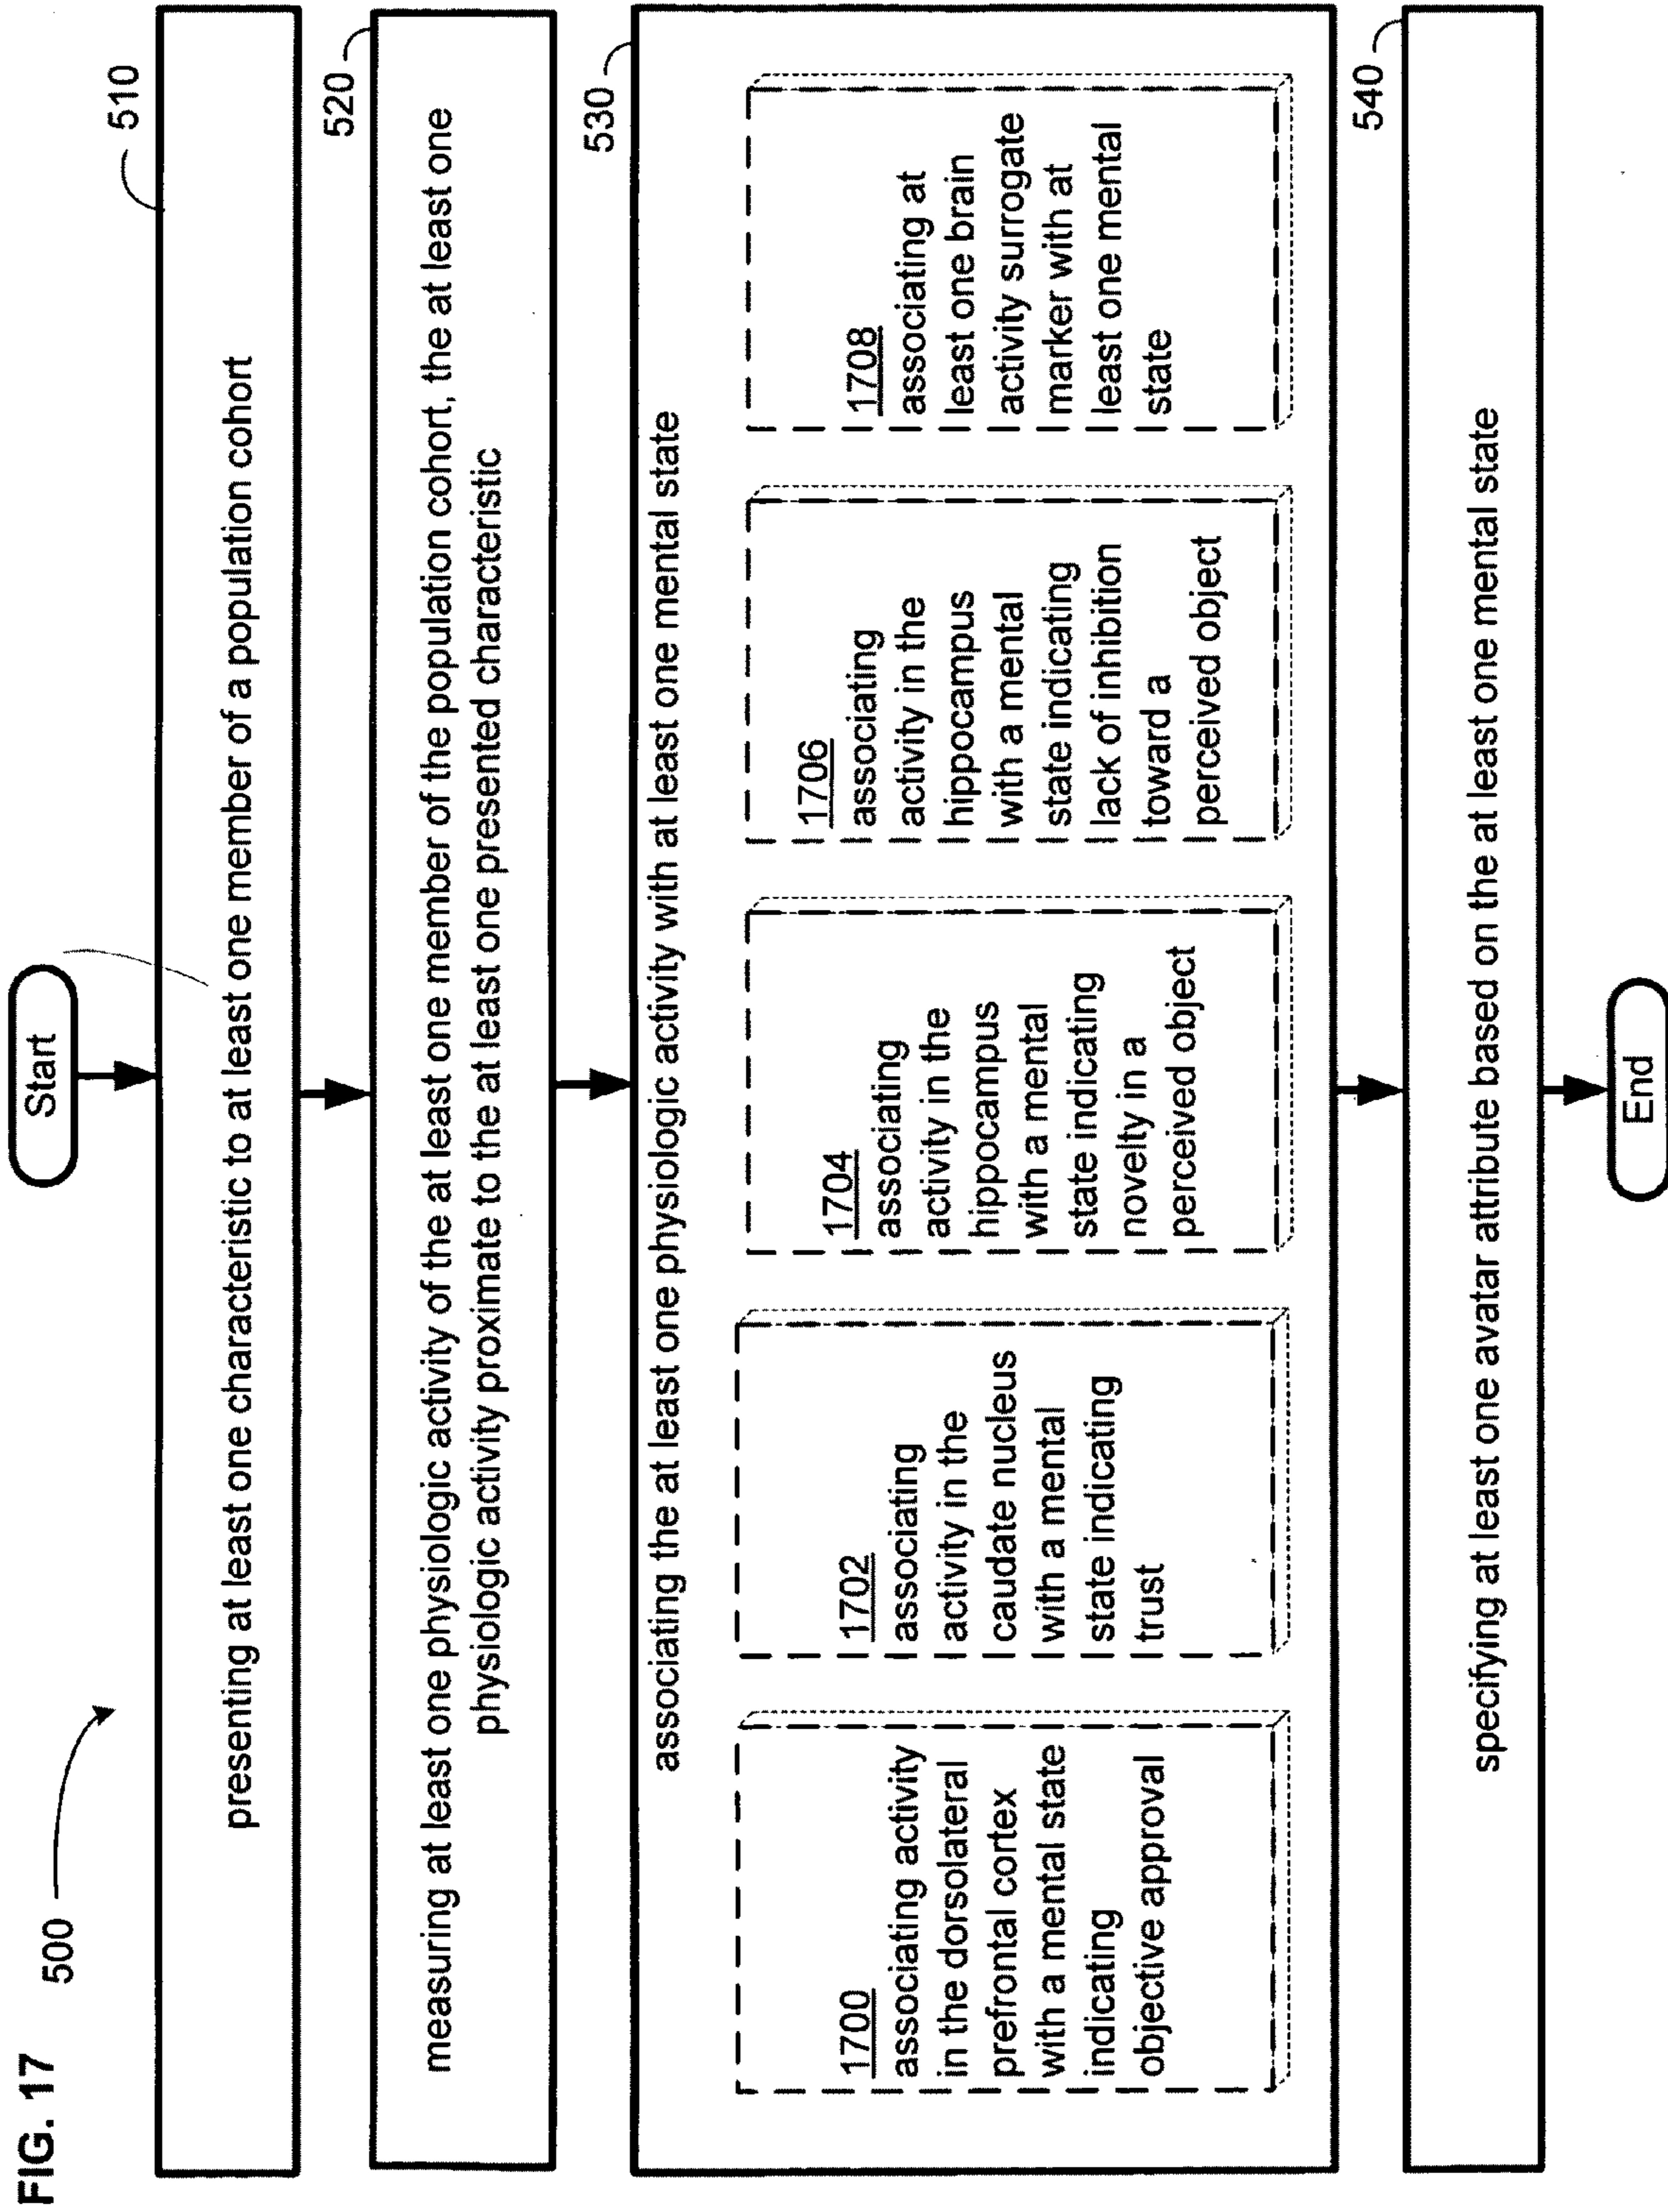 FIG. 17
500
Start
510
presenting at least one characteristic to at least one member of a population cohort
520
measuring at least one physiologic activity of the at least one member of the population cohort, the at least one
physiologic activity proximate to the at least one presented characteristic
530
associating the at least one physiologic activity with at least one mental state
1700
associating activity
in the dorsolateral
prefrontal cortex
with a mental state
indicating
objective approval
1702
associating
activity in the
caudate nucleus
with a mental
state indicating
trust
1704
associating
activity in the
hippocampus
with a mental
state indicating
novelty in a
perceived object
1706
associating
activity in the
hippocampus
with a mental
state indicating
lack of inhibition
toward a
perceived object
1708
associating at
least one brain
activity surrogate
marker with at
least one mental
state
540
specifying at least one avatar attribute based on the at least one mental state
End